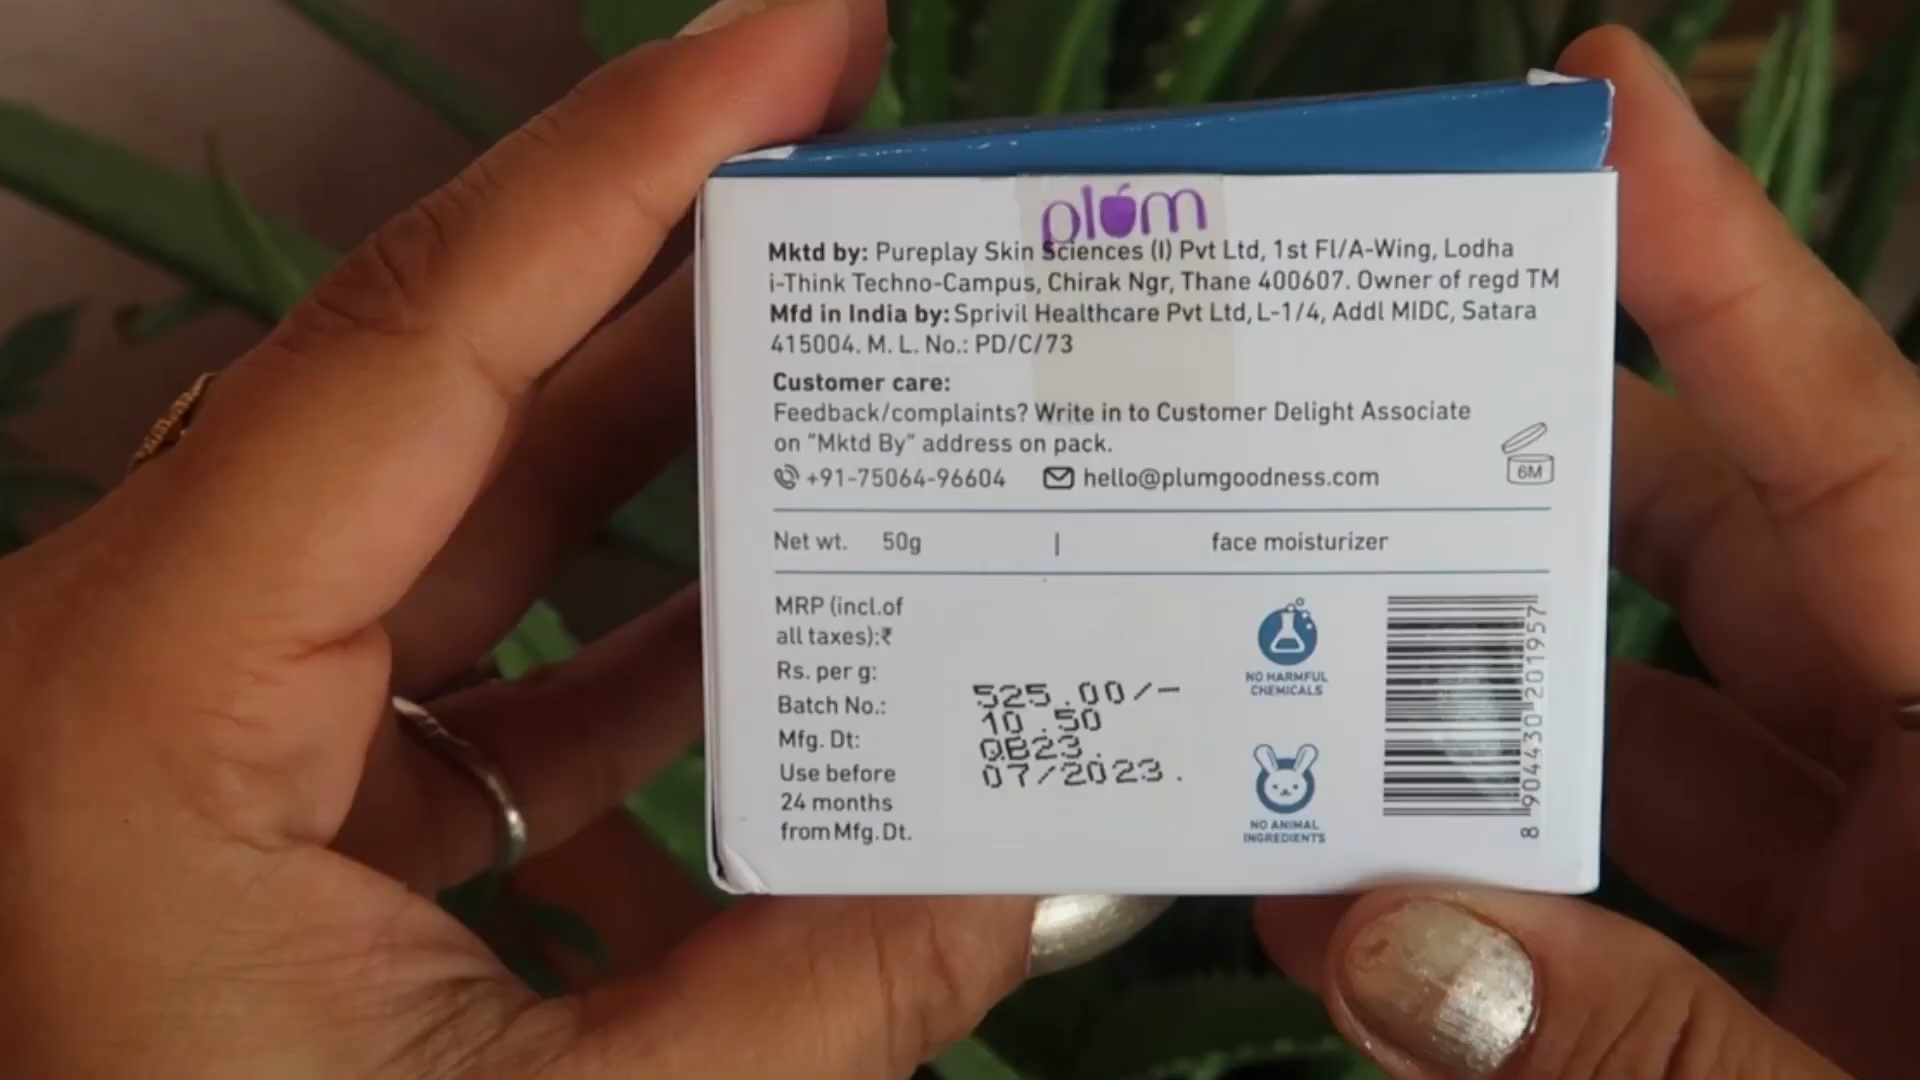 plum
Mktd by: Pureplay Skin Sciences (I) Pvt Ltd, 1st Fl/A-Wing, Lodha
i-Think Techno-Campus, Chirak Ngr, Thane 400607. Owner of regd TM
Mfd in India by: Sprivil Healthcare Pvt Ltd, L-1/4, Addl MIDC, Satara
415004. M. L. No.: PD/C/73
Customer care:
Feedback/complaints? Write in to Customer Delight Associate
on "Mktd By" address on pack.
+91-75064-96604 hello@plumgoodness.com
6M
Net wt. 50g | face moisturizer
MRP (incl.of
all taxes):₹
Rs. per g:
Batch No.:
Mfg. Dt:
Use before
24 months
from Mfg. Dt.
525.00/-
10.50
QB23.
07/2023.
NO HARMFUL
CHEMICALS
NO ANIMAL
INGREDIENTS
8 904430 201957